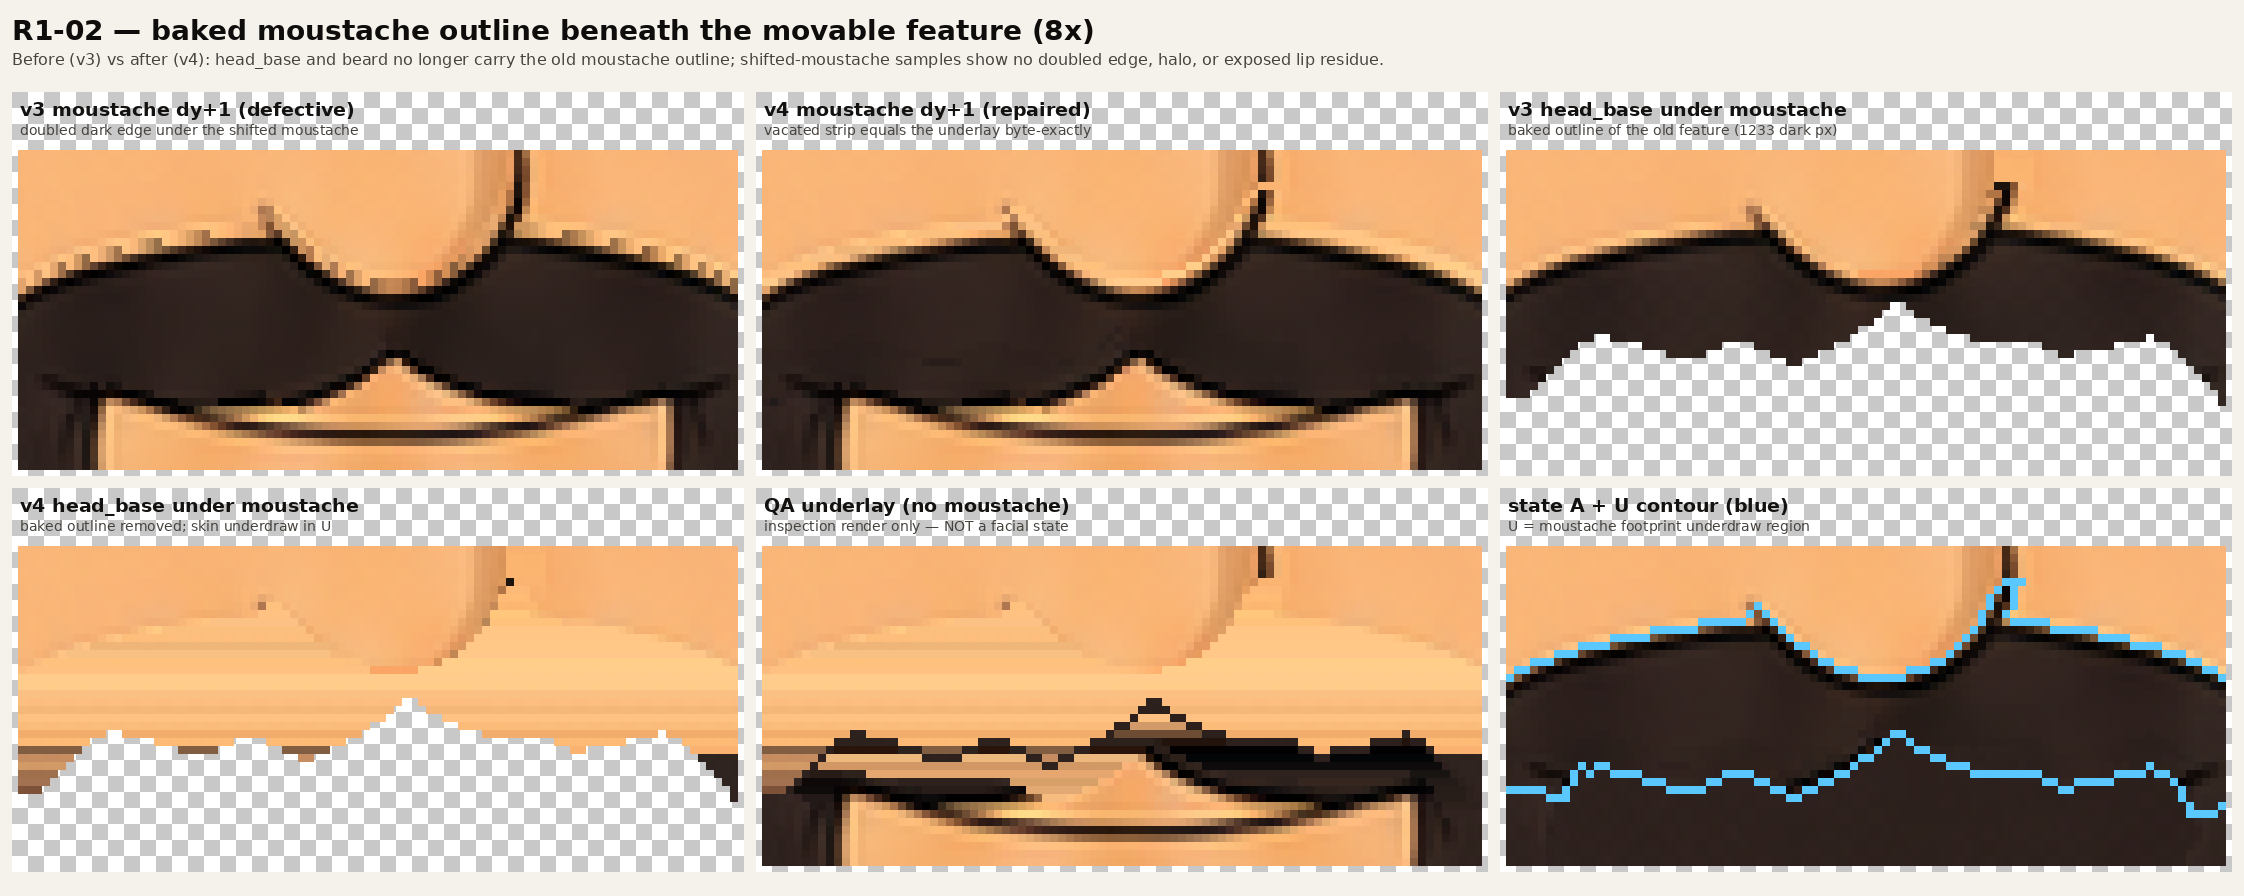 R1-02 — baked moustache outline beneath the movable feature (8x)
Before (v3) vs after (v4): head_base and beard no longer carry the old moustache outline; shifted-moustache samples show no doubled edge, halo, or exposed lip residue.
v3 moustache dy+1 (defective)
doubled dark edge under the shifted moustache
v4 moustache dy+1 (repaired)
vacated strip equals the underlay byte-exactly
v3 head_base under moustache
baked outline of the old feature (1233 dark px)
v4 head_base under moustache
baked outline removed; skin underdraw in U
QA underlay (no moustache)
inspection render only — NOT a facial state
state A + U contour (blue)
U = moustache footprint underdraw region